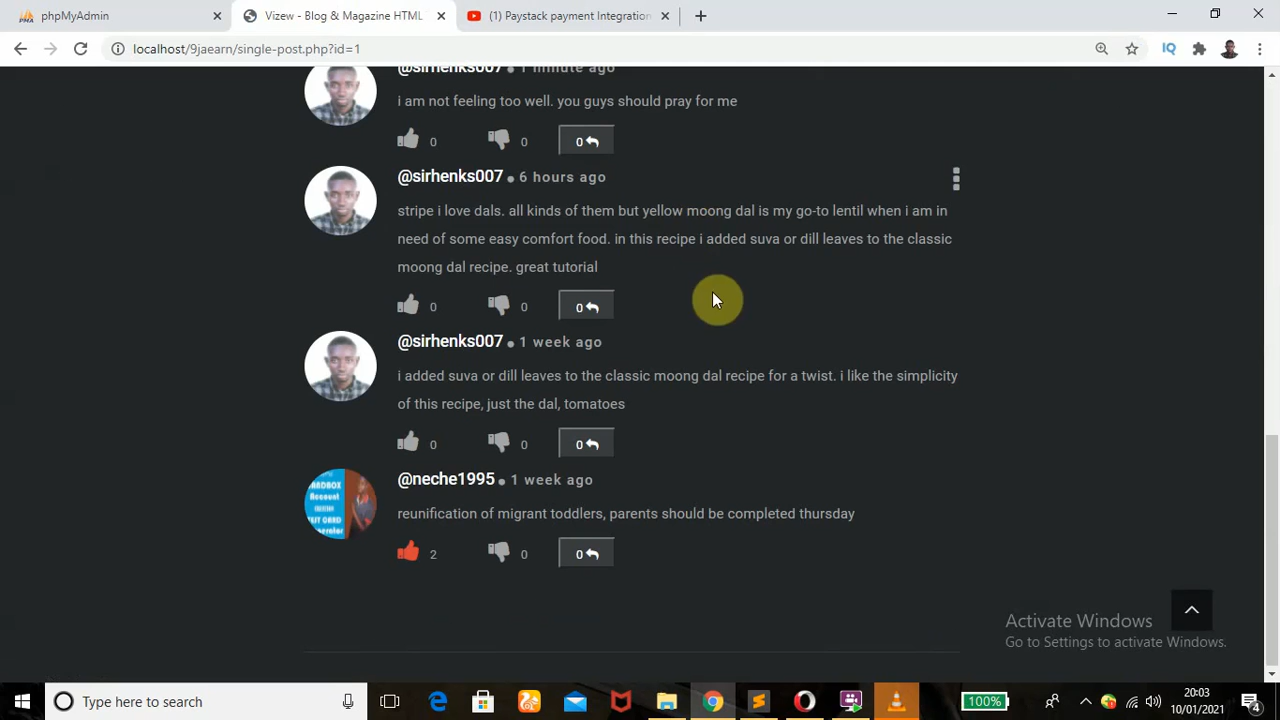 phpMyAdmin
Vizew - Blog & Magazine HTML
(1) Paystack payment Integration
localhost/9jaearn/single-post.php?id=1
IQ
@sirhenks007 ● 1 minute ago
i am not feeling too well. you guys should pray for me
0 0 0
@sirhenks007 ● 6 hours ago
stripe i love dals. all kinds of them but yellow moong dal is my go-to lentil when i am in
need of some easy comfort food. in this recipe i added suva or dill leaves to the classic
moong dal recipe. great tutorial
0 0 0
@sirhenks007 ● 1 week ago
i added suva or dill leaves to the classic moong dal recipe for a twist. i like the simplicity
of this recipe, just the dal, tomatoes
0 0 0
@neche1995 ● 1 week ago
reunification of migrant toddlers, parents should be completed thursday
2 0 0
Activate Windows
Go to Settings to activate Windows.
Type here to search
100%
20:03
10/01/2021
4